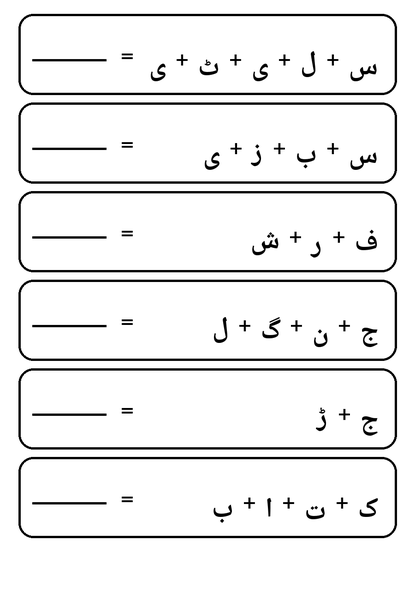 س + ل + ی + ٹ + ی = ______
س + ب + ز + ی = ______
ف + ر + ش = ______
ج + ن + گ + ل = ______
ج + ڑ = ______
ک + ت + ا + ب = ______